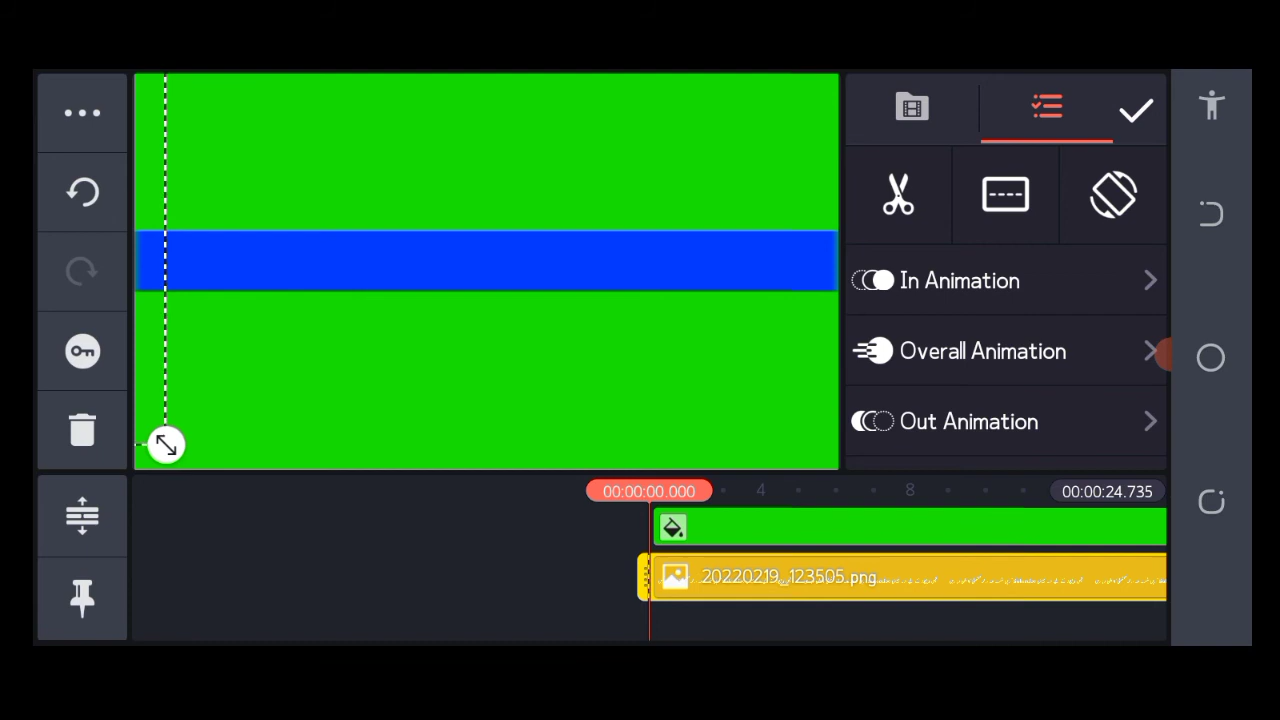 In Animation
Overall Animation
Out Animation
00:00:00.000
4
8
00:00:24.735
20220219_123505.png